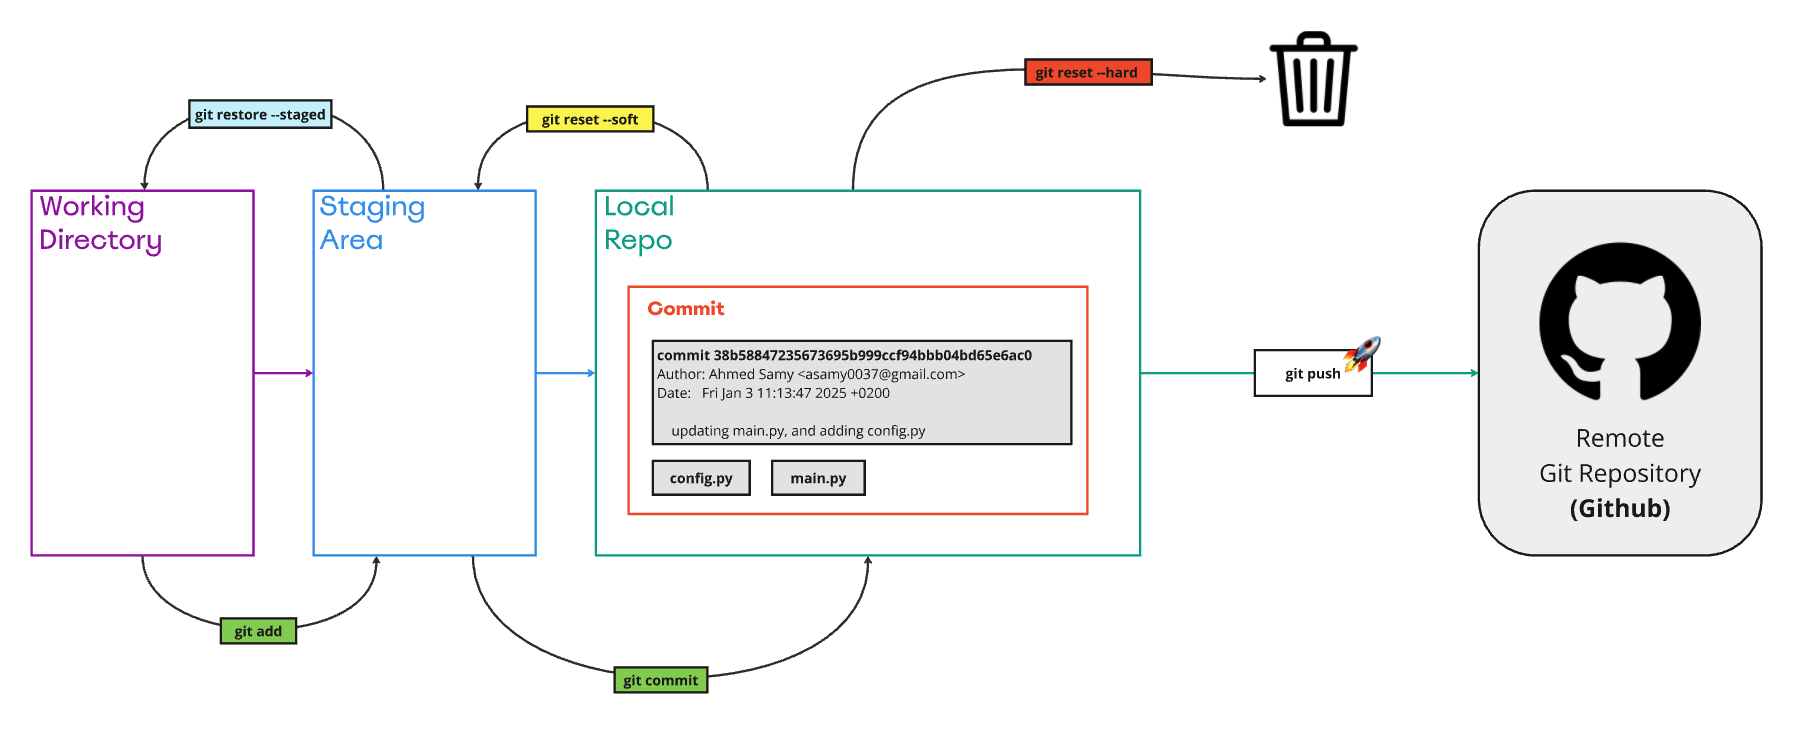 git reset --hard
git restore --staged
git reset --soft
Working
Directory
Staging
Area
Local
Repo
Commit
commit 38b58847235673695b999ccf94bbb04bd65e6ac0
Author: Ahmed Samy <asamy0037@gmail.com>
Date: Fri Jan 3 11:13:47 2025 +0200
updating main.py, and adding config.py
config.py
main.py
git push
Remote
Git Repository
(Github)
git add
git commit